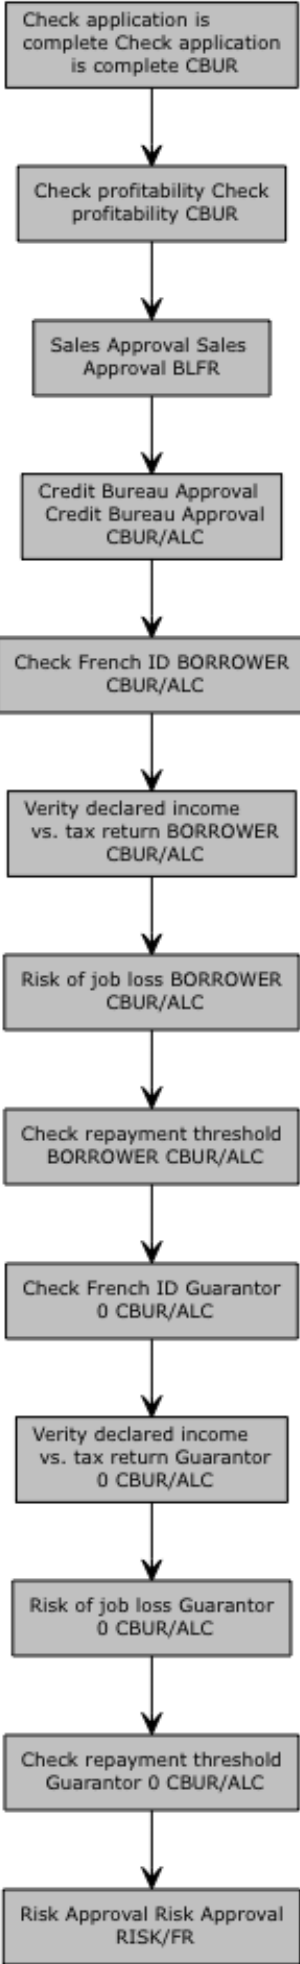 Check application is
complete Check application
is complete CBUR
Check profitability Check
profitability CBUR
Sales Approval Sales
Approval BLFR
Credit Bureau Approval
Credit Bureau Approval
CBUR/ALC
Check French ID BORROWER
CBUR/ALC
Verity declared income
vs. tax return BORROWER
CBUR/ALC
Risk of job loss BORROWER
CBUR/ALC
Check repayment threshold
BORROWER CBUR/ALC
Check French ID Guarantor
0 CBUR/ALC
Verity declared income
vs. tax return Guarantor
0 CBUR/ALC
Risk of job loss Guarantor
0 CBUR/ALC
Check repayment threshold
Guarantor 0 CBUR/ALC
Risk Approval Risk Approval
RISK/FR